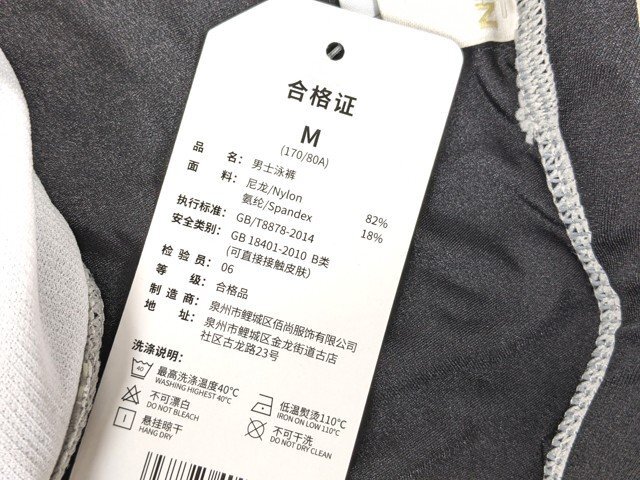 合格证
M
(170/80A)
品 名: 男士泳裤
面 料: 尼龙/Nylon 82%
氨纶/Spandex 18%
执行标准: GB/T8878-2014
安全类别: GB 18401-2010 B类
(可直接接触皮肤)
检 验 员: 06
等 级: 合格品
制 造 商: 泉州市鲤城区佰尚服饰有限公司
地 址: 泉州市鲤城区金龙街道古店
社区古龙路23号
洗涤说明:
40 最高洗涤温度40℃
WASHING HIGHEST 40℃
不可漂白
DO NOT BLEACH
低温熨烫110℃
IRON ON LOW 110℃
悬挂晾干
HANG DRY
不可干洗
DO NOT DRY CLEAN